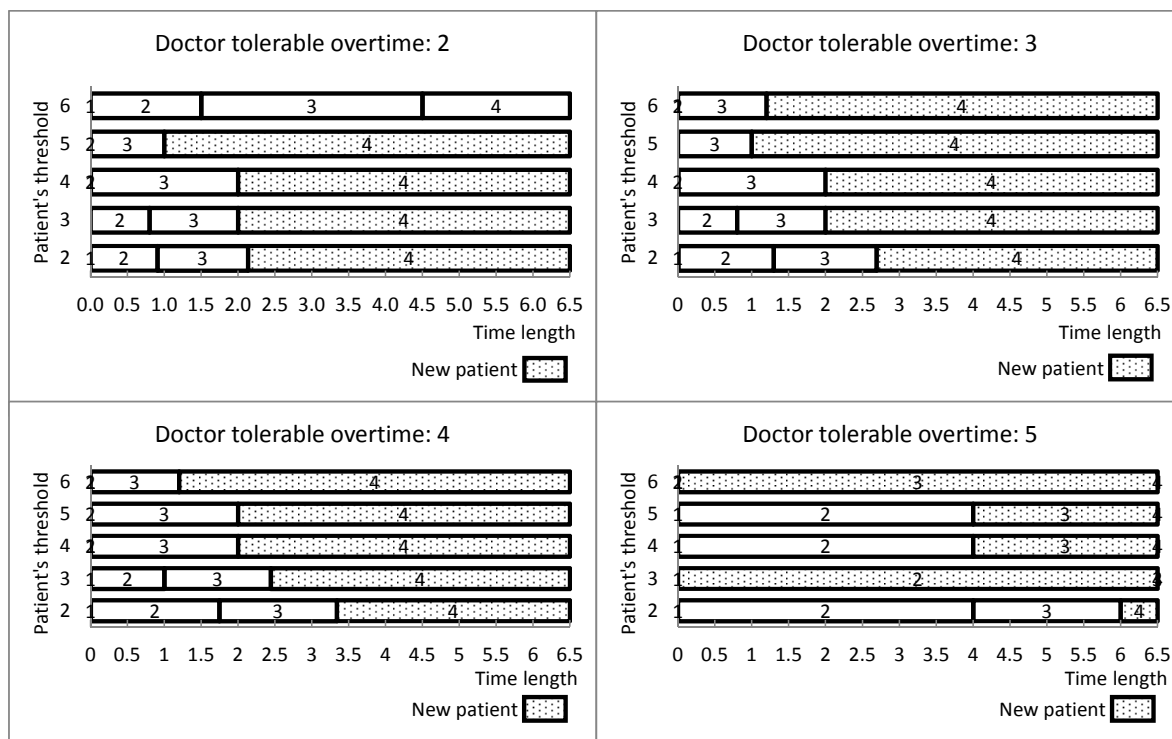 Doctor tolerable overtime: 2
Patient's threshold
6 1 2 3 4
5 2 3 4
4 2 3 4
3 2 3 4
2 1 2 3 4
0.0 0.5 1.0 1.5 2.0 2.5 3.0 3.5 4.0 4.5 5.0 5.5 6.0 6.5
Time length
New patient
Doctor tolerable overtime: 3
Patient's threshold
6 2 3 4
5 3 4
4 2 3 4
3 2 3 4
2 1 2 3 4
0 0.5 1 1.5 2 2.5 3 3.5 4 4.5 5 5.5 6 6.5
Time length
New patient
Doctor tolerable overtime: 4
Patient's threshold
6 2 3 4
5 2 3 4
4 2 3 4
3 1 2 3 4
2 1 2 3 4
0 0.5 1 1.5 2 2.5 3 3.5 4 4.5 5 5.5 6 6.5
Time length
New patient
Doctor tolerable overtime: 5
Patient's threshold
6 2 3 4
5 1 2 3 4
4 1 2 3 4
3 1 2
2 1 2 3 4
0 0.5 1 1.5 2 2.5 3 3.5 4 4.5 5 5.5 6 6.5
Time length
New patient